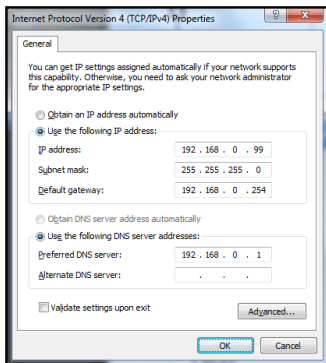 Internet Protocol Version 4 (TCP/IPv4) Properties
General
You can get IP settings assigned automatically if your network supports
this capability. Otherwise, you need to ask your network administrator
for the appropriate IP settings.
Obtain an IP address automatically
Use the following IP address:
IP address: 192 . 168 . 0 . 99
Subnet mask: 255 . 255 . 255 . 0
Default gateway: 192 . 168 . 0 . 254
Obtain DNS server address automatically
Use the following DNS server addresses:
Preferred DNS server: 192 . 168 . 0 . 1
Alternate DNS server: . . .
Validate settings upon exit
Advanced...
OK Cancel